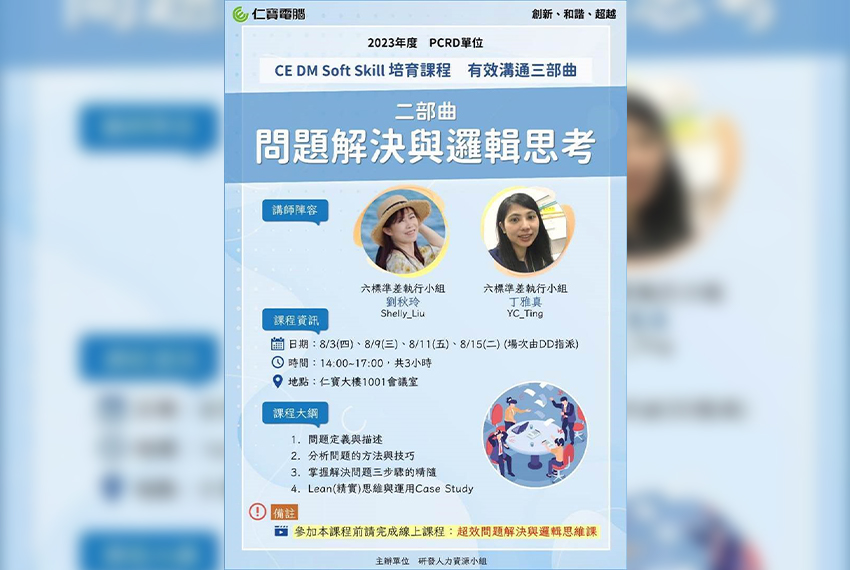 仁寶電腦
創新、和諧、超越
2023年度 PCRD單位
CE DM Soft Skill 培育課程 有效溝通三部曲
二部曲
問題解決與邏輯思考
講師陣容
六標準差執行小組
劉秋玲
Shelly_Liu
六標準差執行小組
丁雅真
YC_Ting
課程資訊
日期：8/3(四)、8/9(三)、8/11(五)、8/15(二) (場次由DD指派)
時間：14:00~17:00，共3小時
地點：仁寶大樓1001會議室
課程大綱
1. 問題定義與描述
2. 分析問題的方法與技巧
3. 掌握解決問題三步驟的精隨
4. Lean(精實)思維與運用Case Study
備註
參加本課程前請完成線上課程：超效問題解決與邏輯思維課
主辦單位 研發人力資源小組